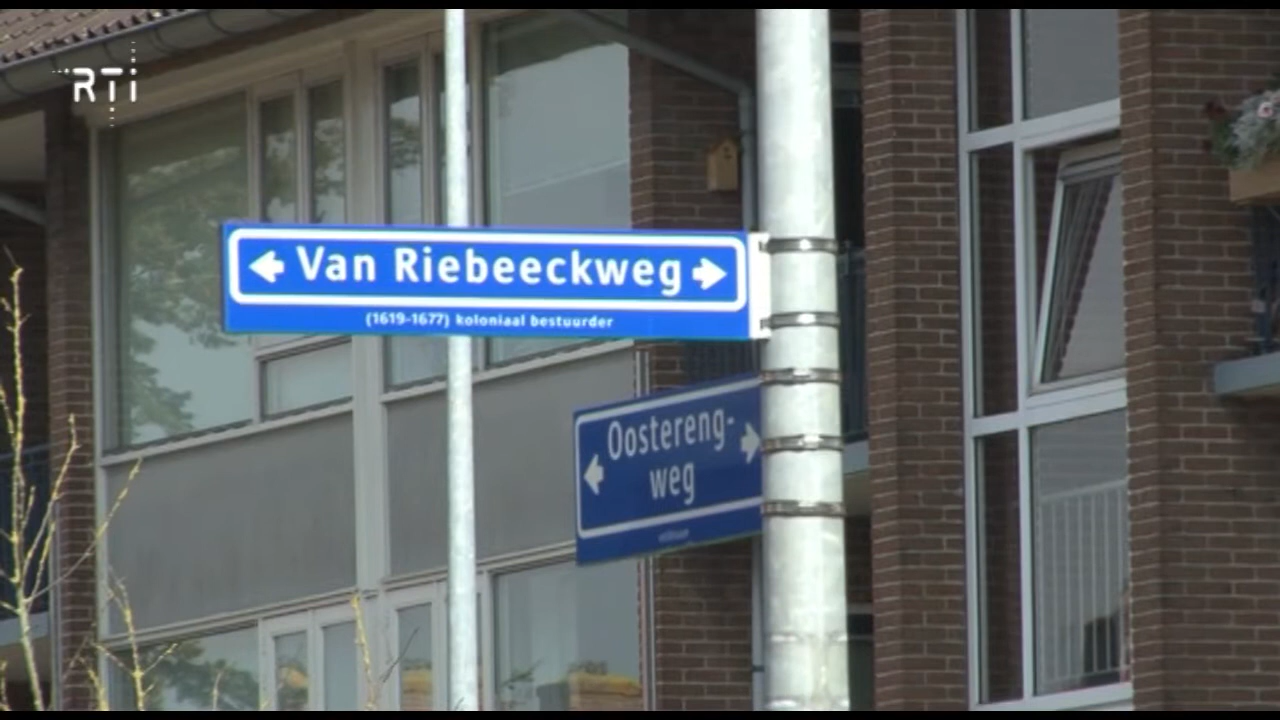 RTi
Van Riebeeckweg
(1619-1677) koloniaal bestuurder
Oostereng-
weg